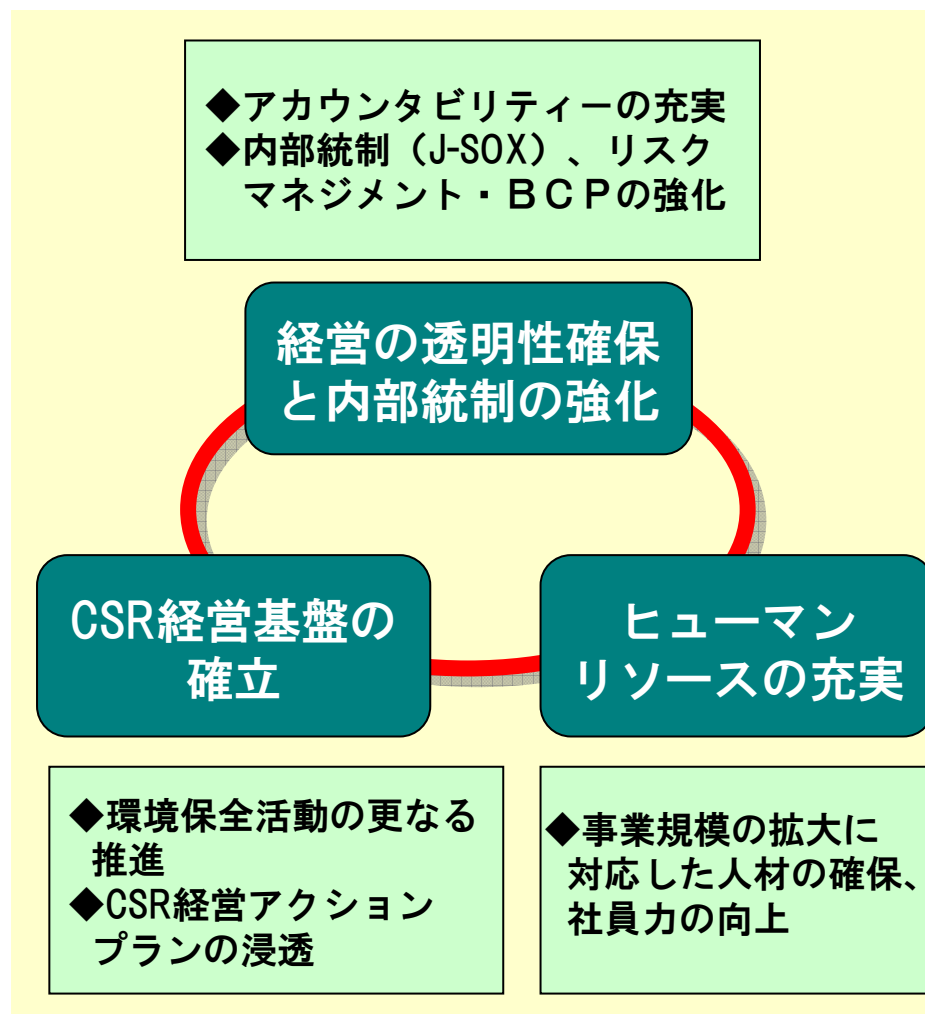 ◆アカウンタビリティーの充実
◆内部統制（J-SOX）、リスク
マネジメント・ＢＣＰの強化
経営の透明性確保
と内部統制の強化
CSR経営基盤の
確立
ヒューマン
リソースの充実
◆環境保全活動の更なる
推進
◆CSR経営アクション
プランの浸透
◆事業規模の拡大に
対応した人材の確保、
社員力の向上